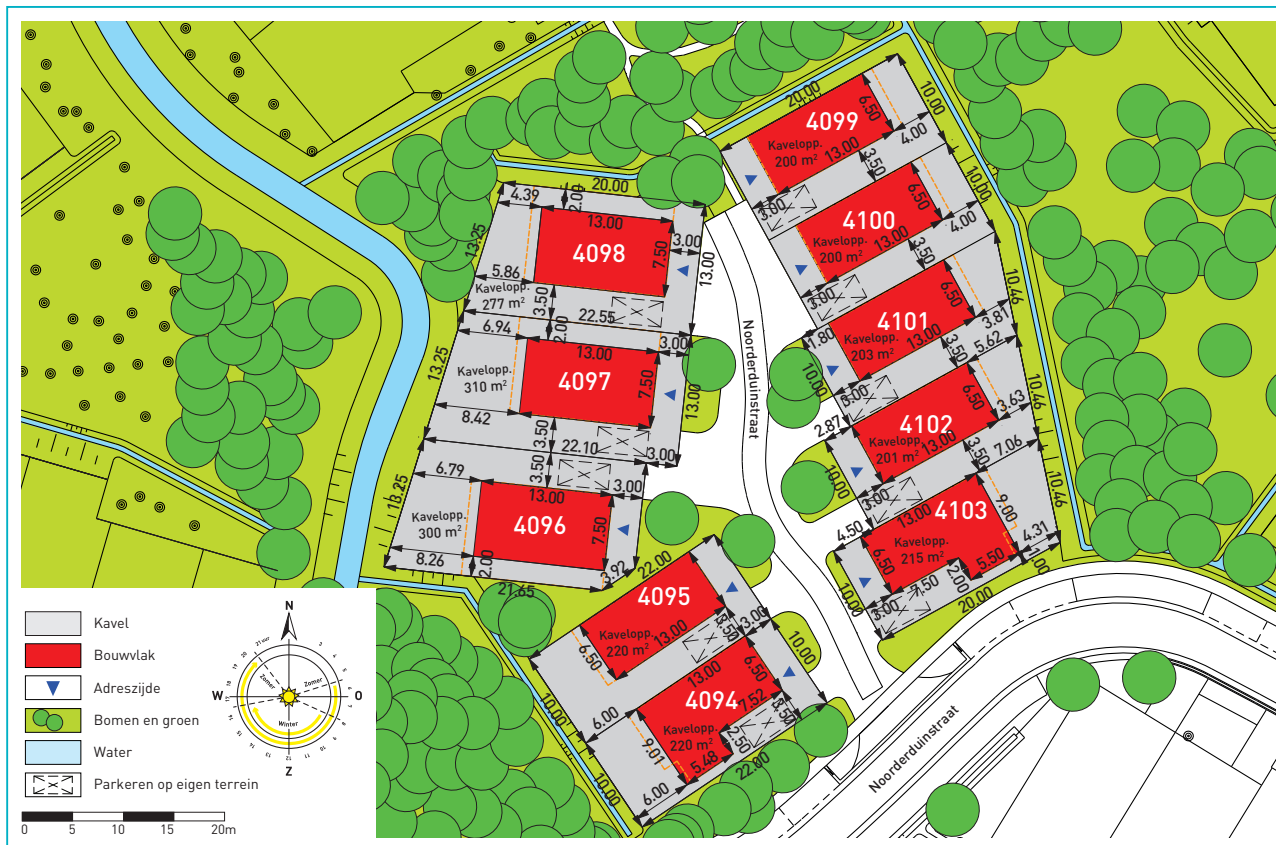 20.00
10.00
6.50
4099
Kavelopp.
200 m²
13.00
4.00
3.50
3.00
10.00
6.50
4100
Kavelopp.
200 m²
13.00
4.00
3.50
3.00
10.46
6.50
4101
1.80
Kavelopp.
203 m²
13.00
3.81
10.00
3.50
5.62
3.00
10.46
6.50
4102
2.87
Kavelopp.
201 m²
13.00
3.63
10.00
3.50
7.06
3.00
10.46
4103
13.00
9.00
4.50
Kavelopp.
215 m²
6.50
4.31
10.00
7.50
2.00
5.50
1.00
3.00
20.00
20.00
4.39
2.00
13.00
13.25
4098
3.00
7.50
13.00
5.86
Kavelopp.
277 m²
3.50
22.55
6.94
2.00
13.00
3.00
13.25
4097
Kavelopp.
310 m²
7.50
13.00
8.42
3.50
22.10
3.00
3.50
6.79
13.00
3.00
13.25
4096
Kavelopp.
300 m²
7.50
8.26
2.00
3.92
21.65
22.00
4095
Kavelopp.
220 m²
13.00
6.50
3.50
3.00
10.00
10.00
6.00
13.00
6.50
4094
7.52
Kavelopp.
220 m²
3.50
9.01
2.50
5.48
10.00
6.00
22.00
Noorderduinstraat
Noorderduinstraat
Kavel
Bouwvlak
Adreszijde
Bomen en groen
Water
Parkeren op eigen terrein
0 5 10 15 20m
N
W
O
Z
Zomer
Zomer
Winter
21 uur